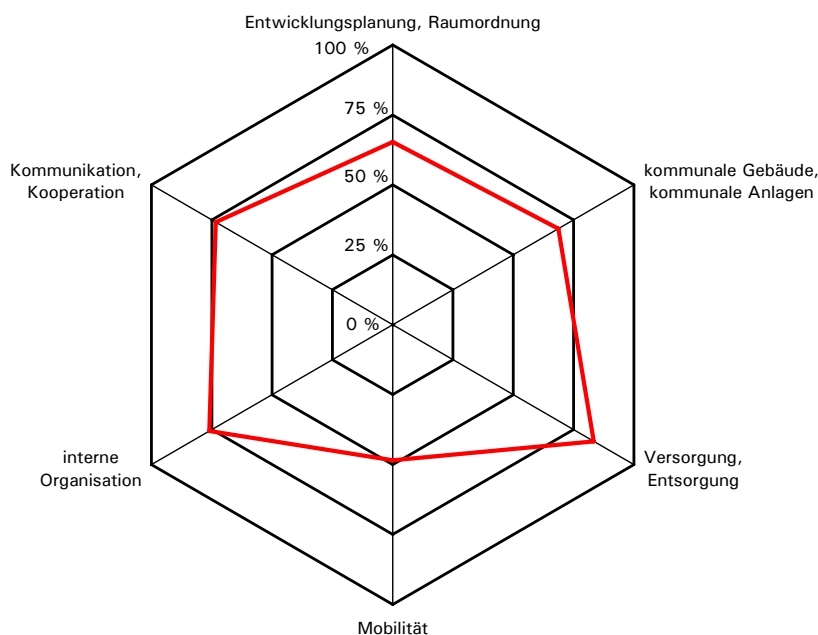 Entwicklungsplanung, Raumordnung
100 %
75 %
50 %
25 %
0 %
kommunale Gebäude,
kommunale Anlagen
Versorgung,
Entsorgung
Mobilität
interne
Organisation
Kommunikation,
Kooperation